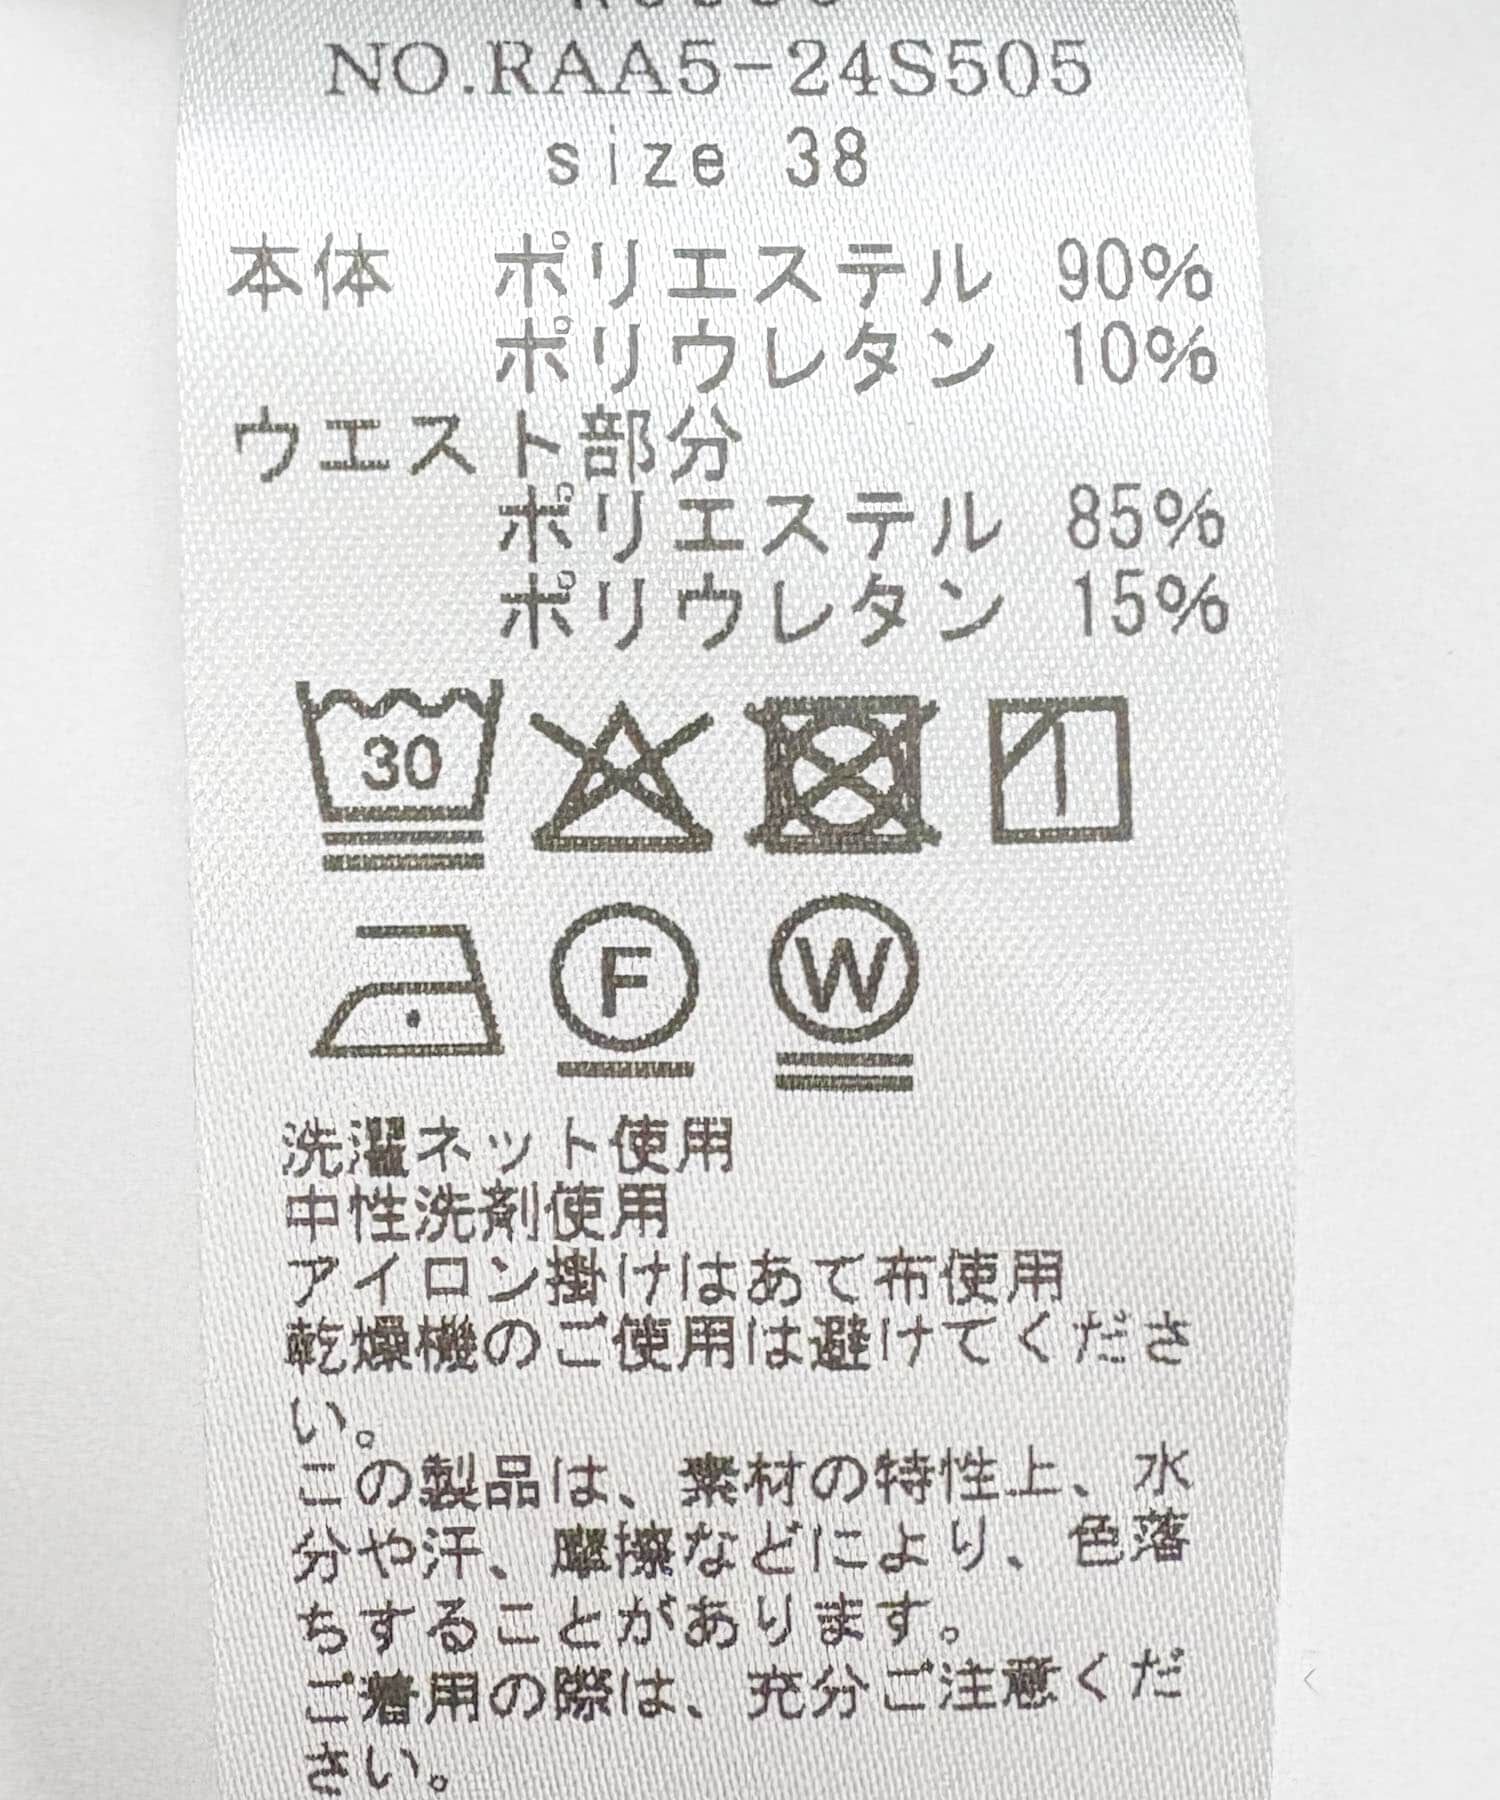 NO.RAA5-24S505
size 38
本体 ポリエステル 90%
ポリウレタン 10%
ウエスト部分
ポリエステル 85%
ポリウレタン 15%
30
F
W
洗濯ネット使用
中性洗剤使用
アイロン掛けはあて布使用
乾燥機のご使用は避けてくださ
い。
この製品は、素材の特性上、水
分や汗、摩擦などにより、色落
ちすることがあります。
ご着用の際は、充分ご注意くだ
さい。